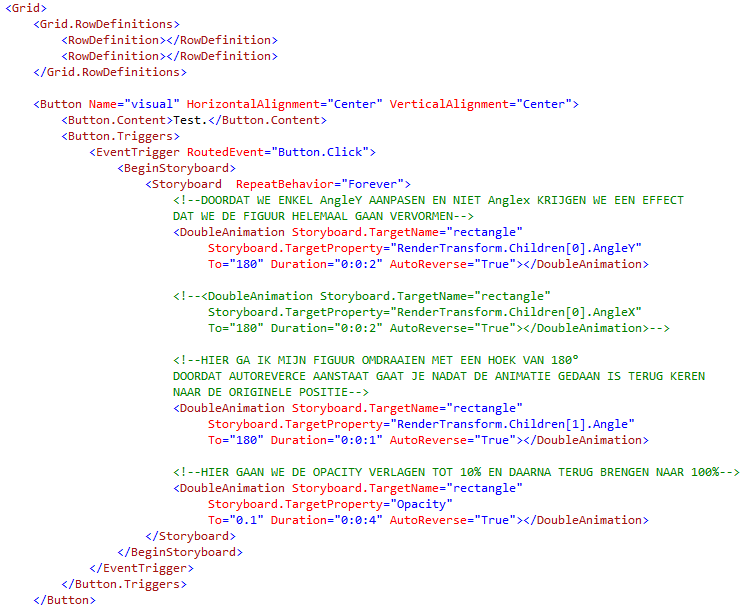 <Grid>
    <Grid.RowDefinitions>
        <RowDefinition></RowDefinition>
        <RowDefinition></RowDefinition>
    </Grid.RowDefinitions>

    <Button Name="visual" HorizontalAlignment="Center" VerticalAlignment="Center">
        <Button.Content>Test.</Button.Content>
        <Button.Triggers>
            <EventTrigger RoutedEvent="Button.Click">
                <BeginStoryboard>
                    <Storyboard  RepeatBehavior="Forever">
                        <!--DOORDAT WE ENKEL AngleY AANPASEN EN NIET Anglex KRIJGEN WE EEN EFFECT
                        DAT WE DE FIGUUR HELEMAAL GAAN VERVORMEN-->
                        <DoubleAnimation Storyboard.TargetName="rectangle"
                             Storyboard.TargetProperty="RenderTransform.Children[0].AngleY"
                             To="180" Duration="0:0:2" AutoReverse="True"></DoubleAnimation>

                        <!--<DoubleAnimation Storyboard.TargetName="rectangle"
                             Storyboard.TargetProperty="RenderTransform.Children[0].AngleX"
                             To="180" Duration="0:0:2" AutoReverse="True"></DoubleAnimation>-->

                        <!--HIER GA IK MIJN FIGUUR OMDRAAIEN MET EEN HOEK VAN 180°
                        DOORDAT AUTOREVERCE AANSTAAT GAAT JE NADAT DE ANIMATIE GEDAAN IS TERUG KEREN
                        NAAR DE ORIGINELE POSITIE-->
                        <DoubleAnimation Storyboard.TargetName="rectangle"
                             Storyboard.TargetProperty="RenderTransform.Children[1].Angle"
                             To="180" Duration="0:0:1" AutoReverse="True"></DoubleAnimation>

                        <!--HIER GAAN WE DE OPACITY VERLAGEN TOT 10% EN DAARNA TERUG BRENGEN NAAR 100%-->
                        <DoubleAnimation Storyboard.TargetName="rectangle"
                             Storyboard.TargetProperty="Opacity"
                             To="0.1" Duration="0:0:4" AutoReverse="True"></DoubleAnimation>
                    </Storyboard>
                </BeginStoryboard>
            </EventTrigger>
        </Button.Triggers>
    </Button>